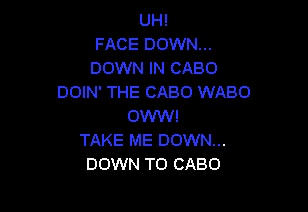 UH!
FACE DOWN...
DOWN IN CABO
DOIN' THE CABO WABO
OWW!
TAKE ME DOWN...
DOWN TO CABO